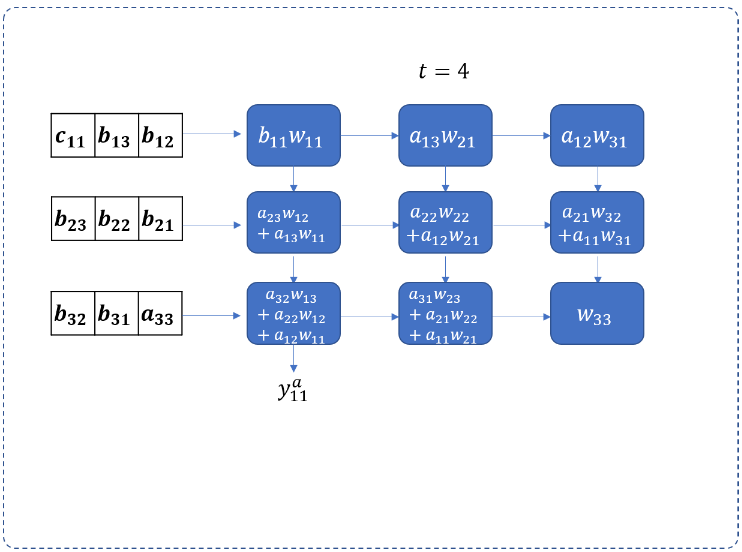 t = 4
c₁₁ b₁₃ b₁₂
b₁₁w₁₁
a₁₃w₂₁
a₁₂w₃₁
b₂₃ b₂₂ b₂₁
a₂₃w₁₂
+ a₁₃w₁₁
a₂₂w₂₂
+a₁₂w₂₁
a₂₁w₃₂
+a₁₁w₃₁
b₃₂ b₃₁ a₃₃
a₃₂w₁₃
+ a₂₂w₁₂
+ a₁₂w₁₁
a₃₁w₂₃
+ a₂₁w₂₂
+ a₁₁w₂₁
w₃₃
y₁₁ᵃ